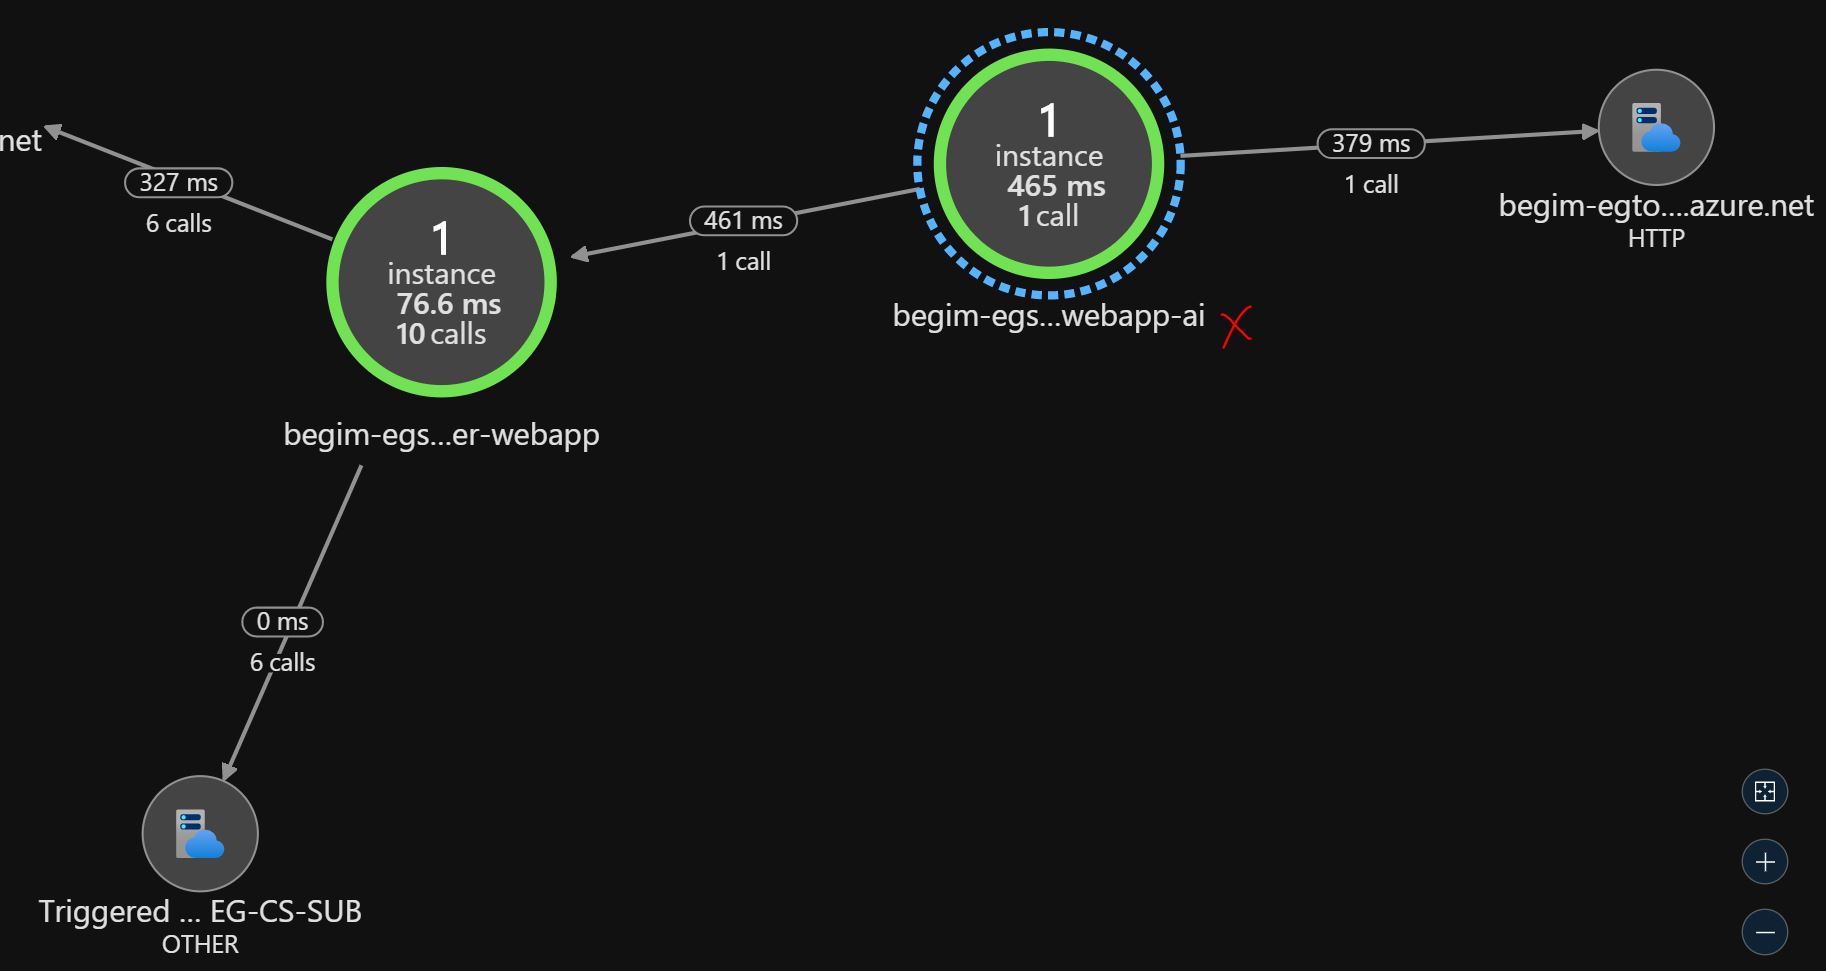 net
327 ms
6 calls
1
instance
76.6 ms
10 calls
begim-egs...er-webapp
461 ms
1 call
1
instance
465 ms
1 call
begim-egs...webapp-ai
379 ms
1 call
begim-egto....azure.net
HTTP
0 ms
6 calls
Triggered ... EG-CS-SUB
OTHER